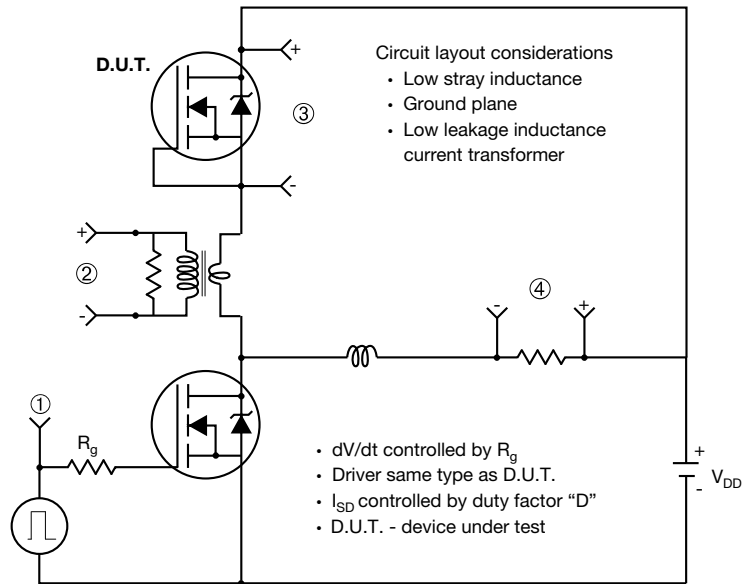 D.U.T.
+
Circuit layout considerations
• Low stray inductance
• Ground plane
• Low leakage inductance
current transformer
③
-
+
②
-
④
-
+
①
R_g
• dV/dt controlled by R_g
• Driver same type as D.U.T.
• I_SD controlled by duty factor “D”
• D.U.T. - device under test
+
V_DD
-